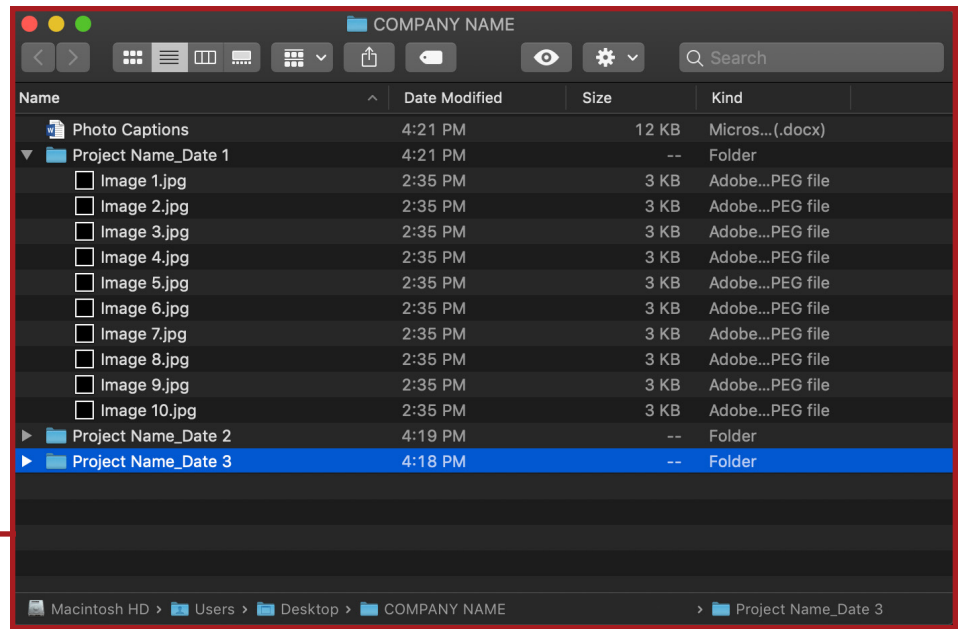 COMPANY NAME
Search
Name Date Modified Size Kind
Photo Captions 4:21 PM 12 KB Micros...(.docx)
Project Name_Date 1 4:21 PM -- Folder
Image 1.jpg 2:35 PM 3 KB Adobe...PEG file
Image 2.jpg 2:35 PM 3 KB Adobe...PEG file
Image 3.jpg 2:35 PM 3 KB Adobe...PEG file
Image 4.jpg 2:35 PM 3 KB Adobe...PEG file
Image 5.jpg 2:35 PM 3 KB Adobe...PEG file
Image 6.jpg 2:35 PM 3 KB Adobe...PEG file
Image 7.jpg 2:35 PM 3 KB Adobe...PEG file
Image 8.jpg 2:35 PM 3 KB Adobe...PEG file
Image 9.jpg 2:35 PM 3 KB Adobe...PEG file
Image 10.jpg 2:35 PM 3 KB Adobe...PEG file
Project Name_Date 2 4:19 PM -- Folder
Project Name_Date 3 4:18 PM -- Folder
Macintosh HD › Users › Desktop › COMPANY NAME › Project Name_Date 3